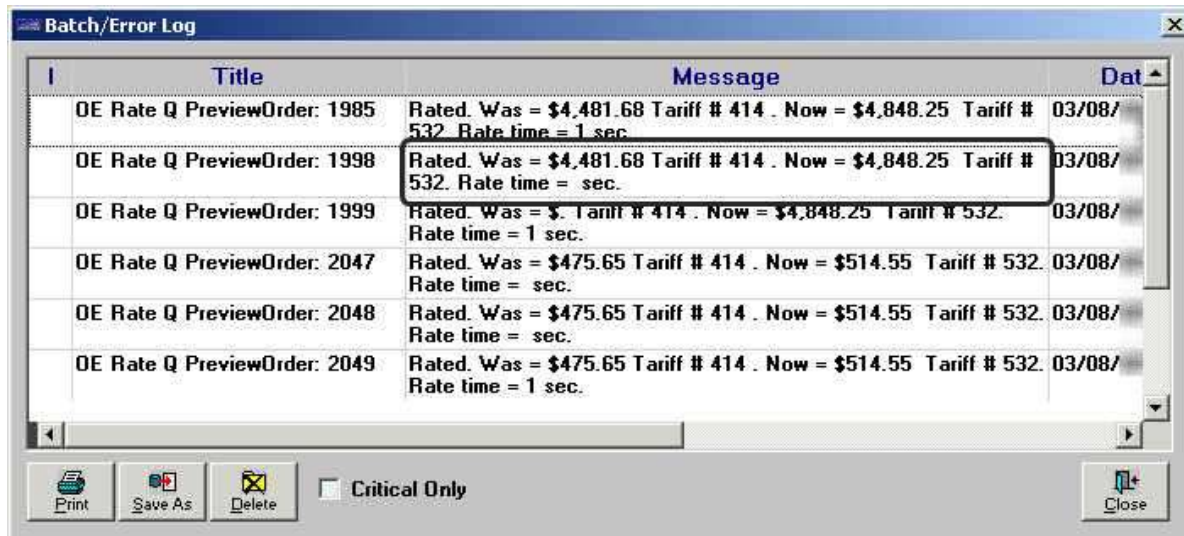 Batch/Error Log
I Title Message Dat
OE Rate Q PreviewOrder: 1985 Rated. Was = $4,481.68 Tariff # 414 . Now = $4,848.25 Tariff # 03/08/
532. Rate time = 1 sec
OE Rate Q PreviewOrder: 1998 Rated. Was = $4,481.68 Tariff # 414 . Now = $4,848.25 Tariff # 03/08/
532. Rate time = sec.
OE Rate Q PreviewOrder: 1999 Rated. Was = $. Tariff # 414 . Now = $4,848.25 Tariff # 532. 03/08/
Rate time = 1 sec.
OE Rate Q PreviewOrder: 2047 Rated. Was = $475.65 Tariff # 414 . Now = $514.55 Tariff # 532. 03/08/
Rate time = sec.
OE Rate Q PreviewOrder: 2048 Rated. Was = $475.65 Tariff # 414 . Now = $514.55 Tariff # 532. 03/08/
Rate time = sec.
OE Rate Q PreviewOrder: 2049 Rated. Was = $475.65 Tariff # 414 . Now = $514.55 Tariff # 532. 03/08/
Rate time = 1 sec.
Print Save As Delete Critical Only Close